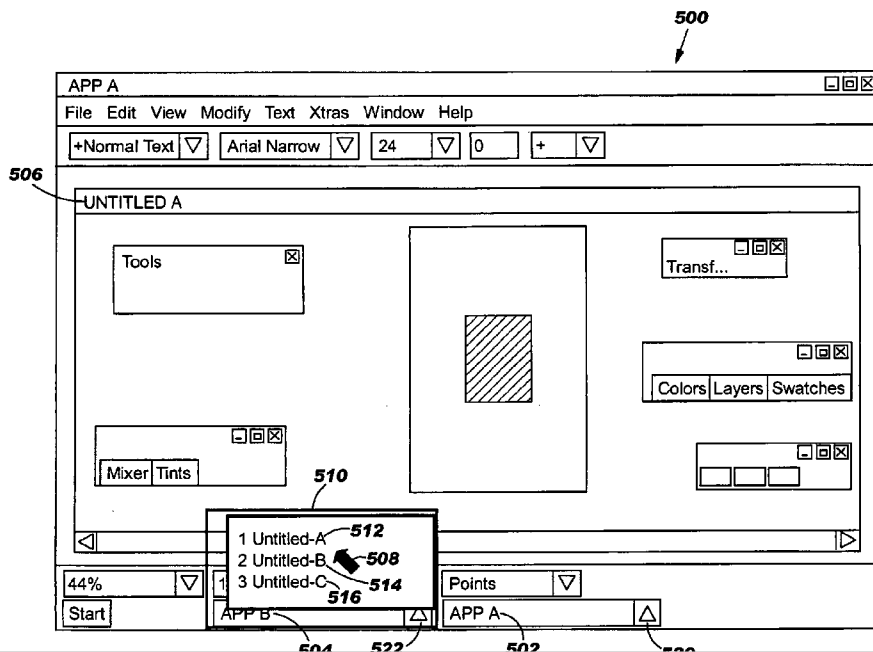 500
APP A
File Edit View Modify Text Xtras Window Help
+Normal Text Arial Narrow 24 0 +
506
UNTITLED A
Tools
Transf...
Colors Layers Swatches
Mixer Tints
510
1 Untitled-A 512
2 Untitled-B 508
514
3 Untitled-C 516
44% 1 Points
Start APP B APP A
504 522 502